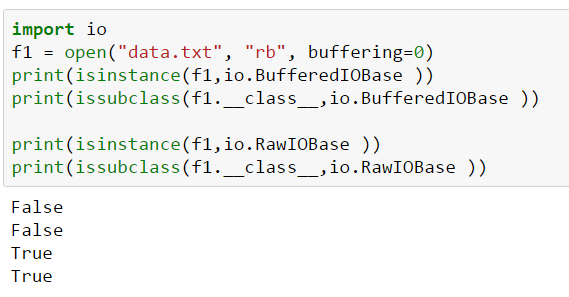 import io
f1 = open("data.txt", "rb", buffering=0)
print(isinstance(f1,io.BufferedIOBase ))
print(issubclass(f1.__class__,io.BufferedIOBase ))

print(isinstance(f1,io.RawIOBase ))
print(issubclass(f1.__class__,io.RawIOBase ))
False
False
True
True